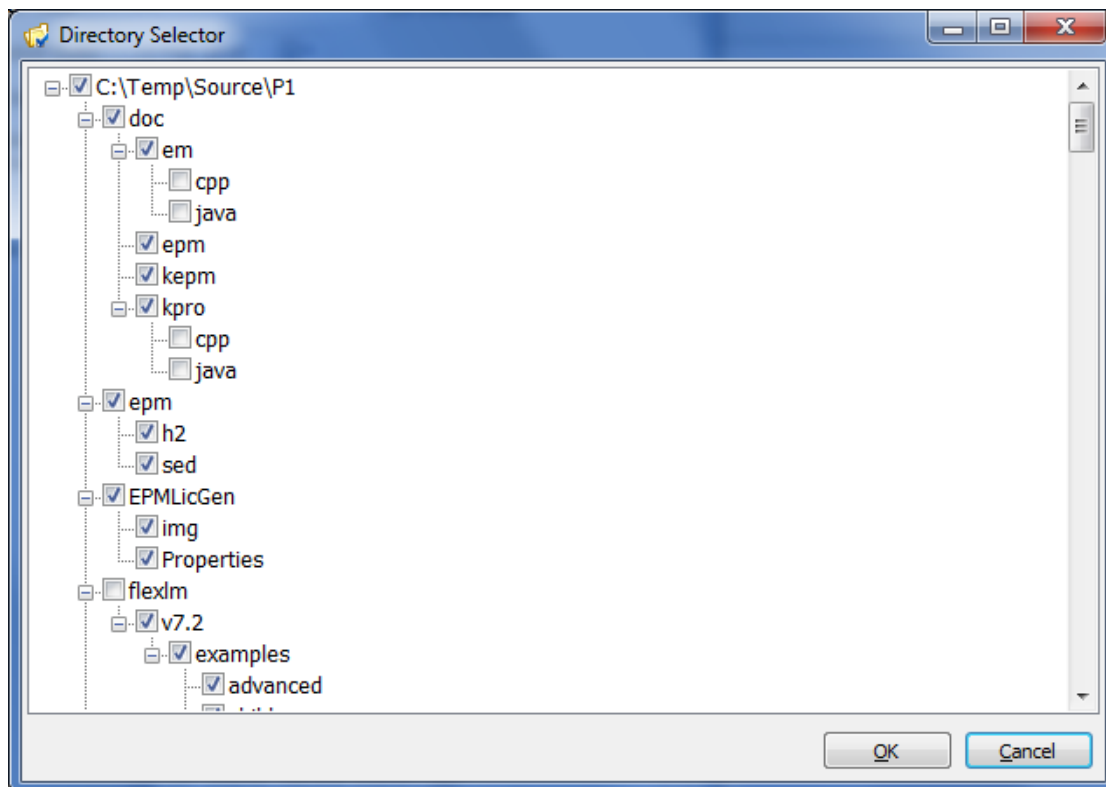 Directory Selector
C:\Temp\Source\P1
doc
em
cpp
java
epm
kepm
kpro
cpp
java
epm
h2
sed
EPMLicGen
img
Properties
flexlm
v7.2
examples
advanced
OK
Cancel